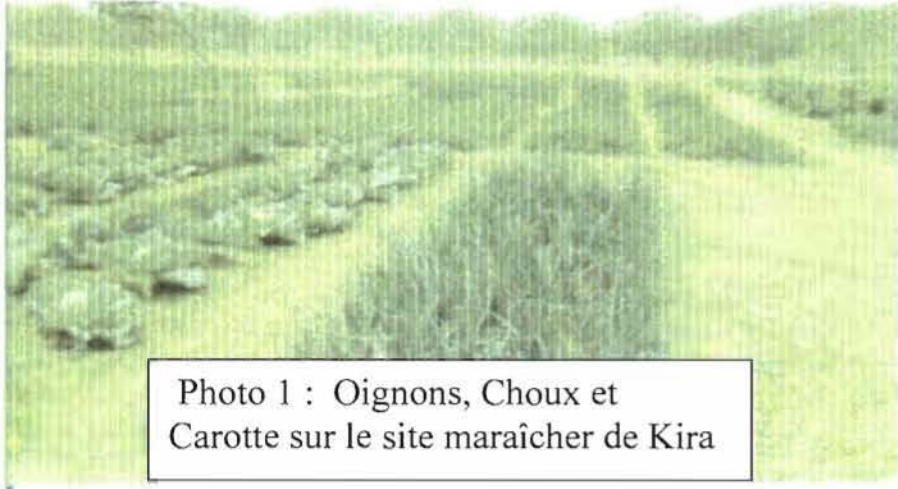 Photo 1 : Oignons, Choux et
Carotte sur le site maraîcher de Kira